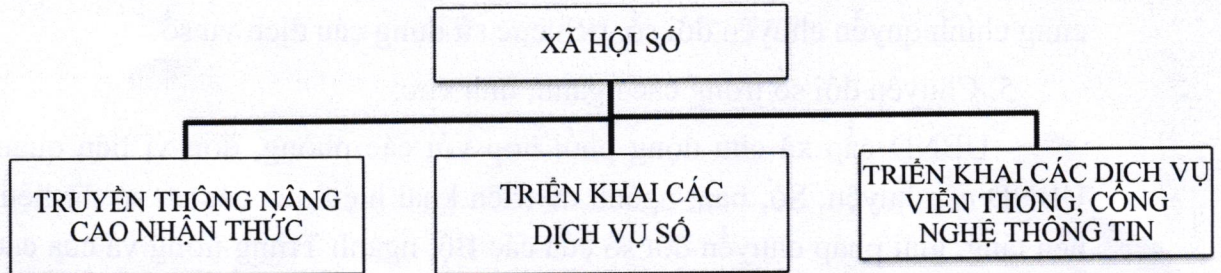 XÃ HỘI SỐ
TRUYỀN THÔNG NÂNG
CAO NHẬN THỨC
TRIỂN KHAI CÁC
DỊCH VỤ SỐ
TRIỂN KHAI CÁC DỊCH VỤ
VIỄN THÔNG, CÔNG
NGHỆ THÔNG TIN